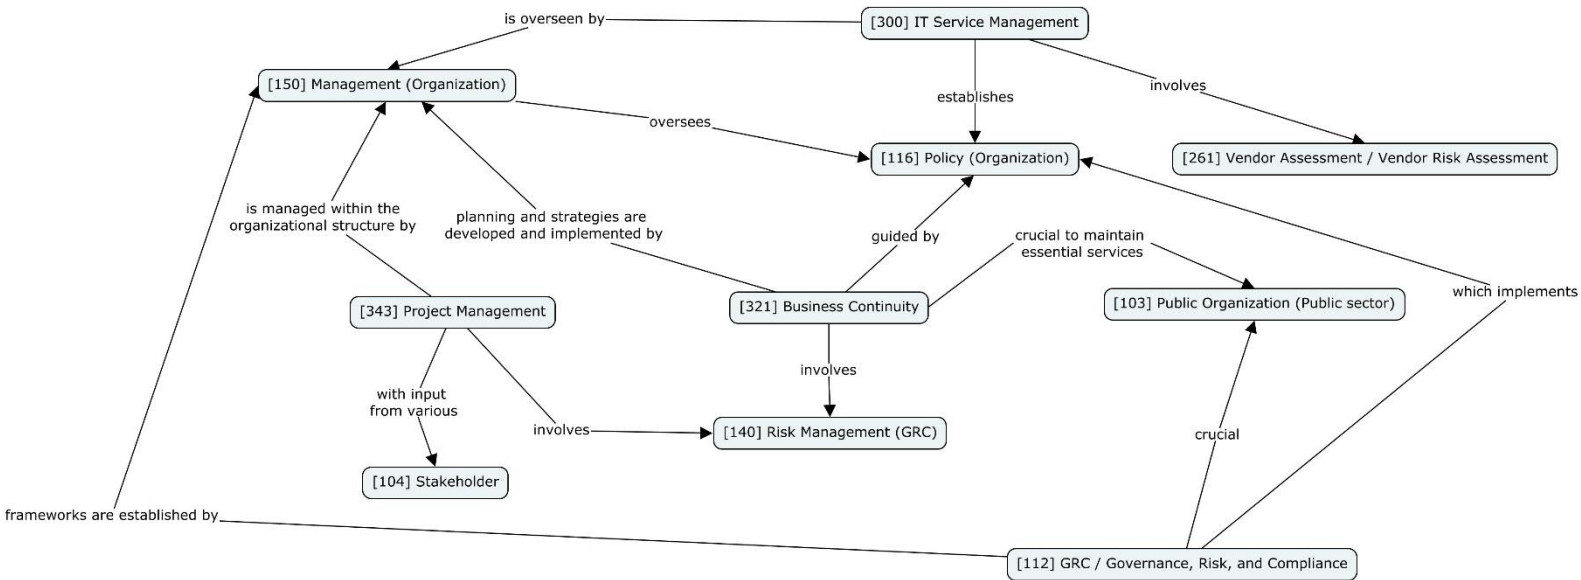 is overseen by
[300] IT Service Management
[150] Management (Organization)
involves
establishes
oversees
[116] Policy (Organization)
[261] Vendor Assessment / Vendor Risk Assessment
is managed within the
organizational structure by
planning and strategies are
developed and implemented by
guided by
crucial to maintain
essential services
which implements
[343] Project Management
[321] Business Continuity
[103] Public Organization (Public sector)
involves
with input
from various
involves
[140] Risk Management (GRC)
crucial
[104] Stakeholder
frameworks are established by
[112] GRC / Governance, Risk, and Compliance